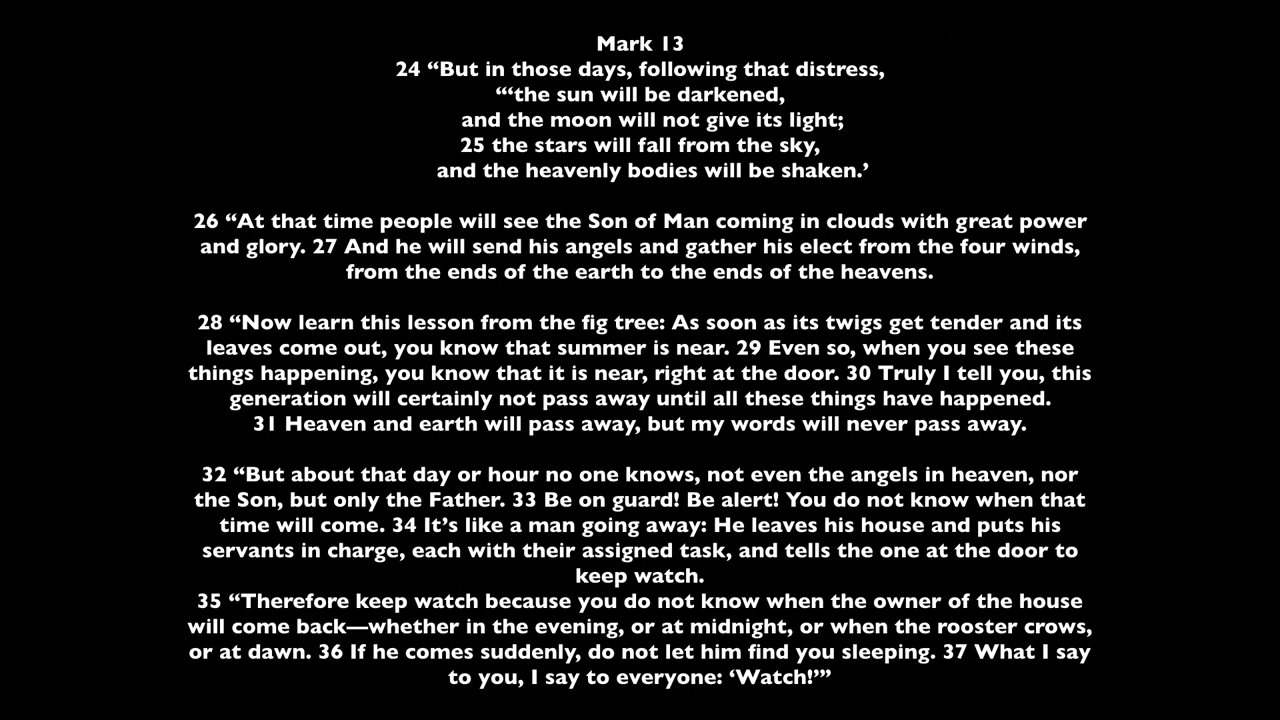 Mark 13
24 “But in those days, following that distress,
“‘the sun will be darkened,
and the moon will not give its light;
25 the stars will fall from the sky,
and the heavenly bodies will be shaken.’
26 “At that time people will see the Son of Man coming in clouds with great power
and glory. 27 And he will send his angels and gather his elect from the four winds,
from the ends of the earth to the ends of the heavens.
28 “Now learn this lesson from the fig tree: As soon as its twigs get tender and its
leaves come out, you know that summer is near. 29 Even so, when you see these
things happening, you know that it is near, right at the door. 30 Truly I tell you, this
generation will certainly not pass away until all these things have happened.
31 Heaven and earth will pass away, but my words will never pass away.
32 “But about that day or hour no one knows, not even the angels in heaven, nor
the Son, but only the Father. 33 Be on guard! Be alert! You do not know when that
time will come. 34 It’s like a man going away: He leaves his house and puts his
servants in charge, each with their assigned task, and tells the one at the door to
keep watch.
35 “Therefore keep watch because you do not know when the owner of the house
will come back—whether in the evening, or at midnight, or when the rooster crows,
or at dawn. 36 If he comes suddenly, do not let him find you sleeping. 37 What I say
to you, I say to everyone: ‘Watch!’”